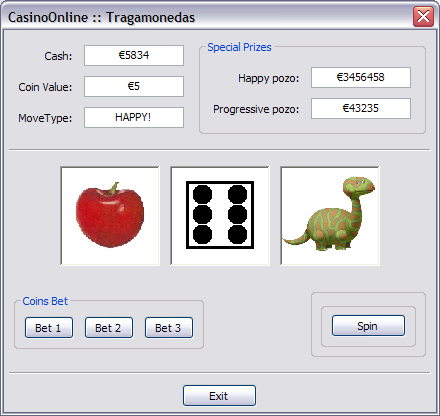 CasinoOnline :: Tragamonedas
Cash: €5834
Coin Value: €5
MoveType: HAPPY!
Special Prizes
Happy pozo: €3456458
Progressive pozo: €43235
Coins Bet
Bet 1 Bet 2 Bet 3
Spin
Exit